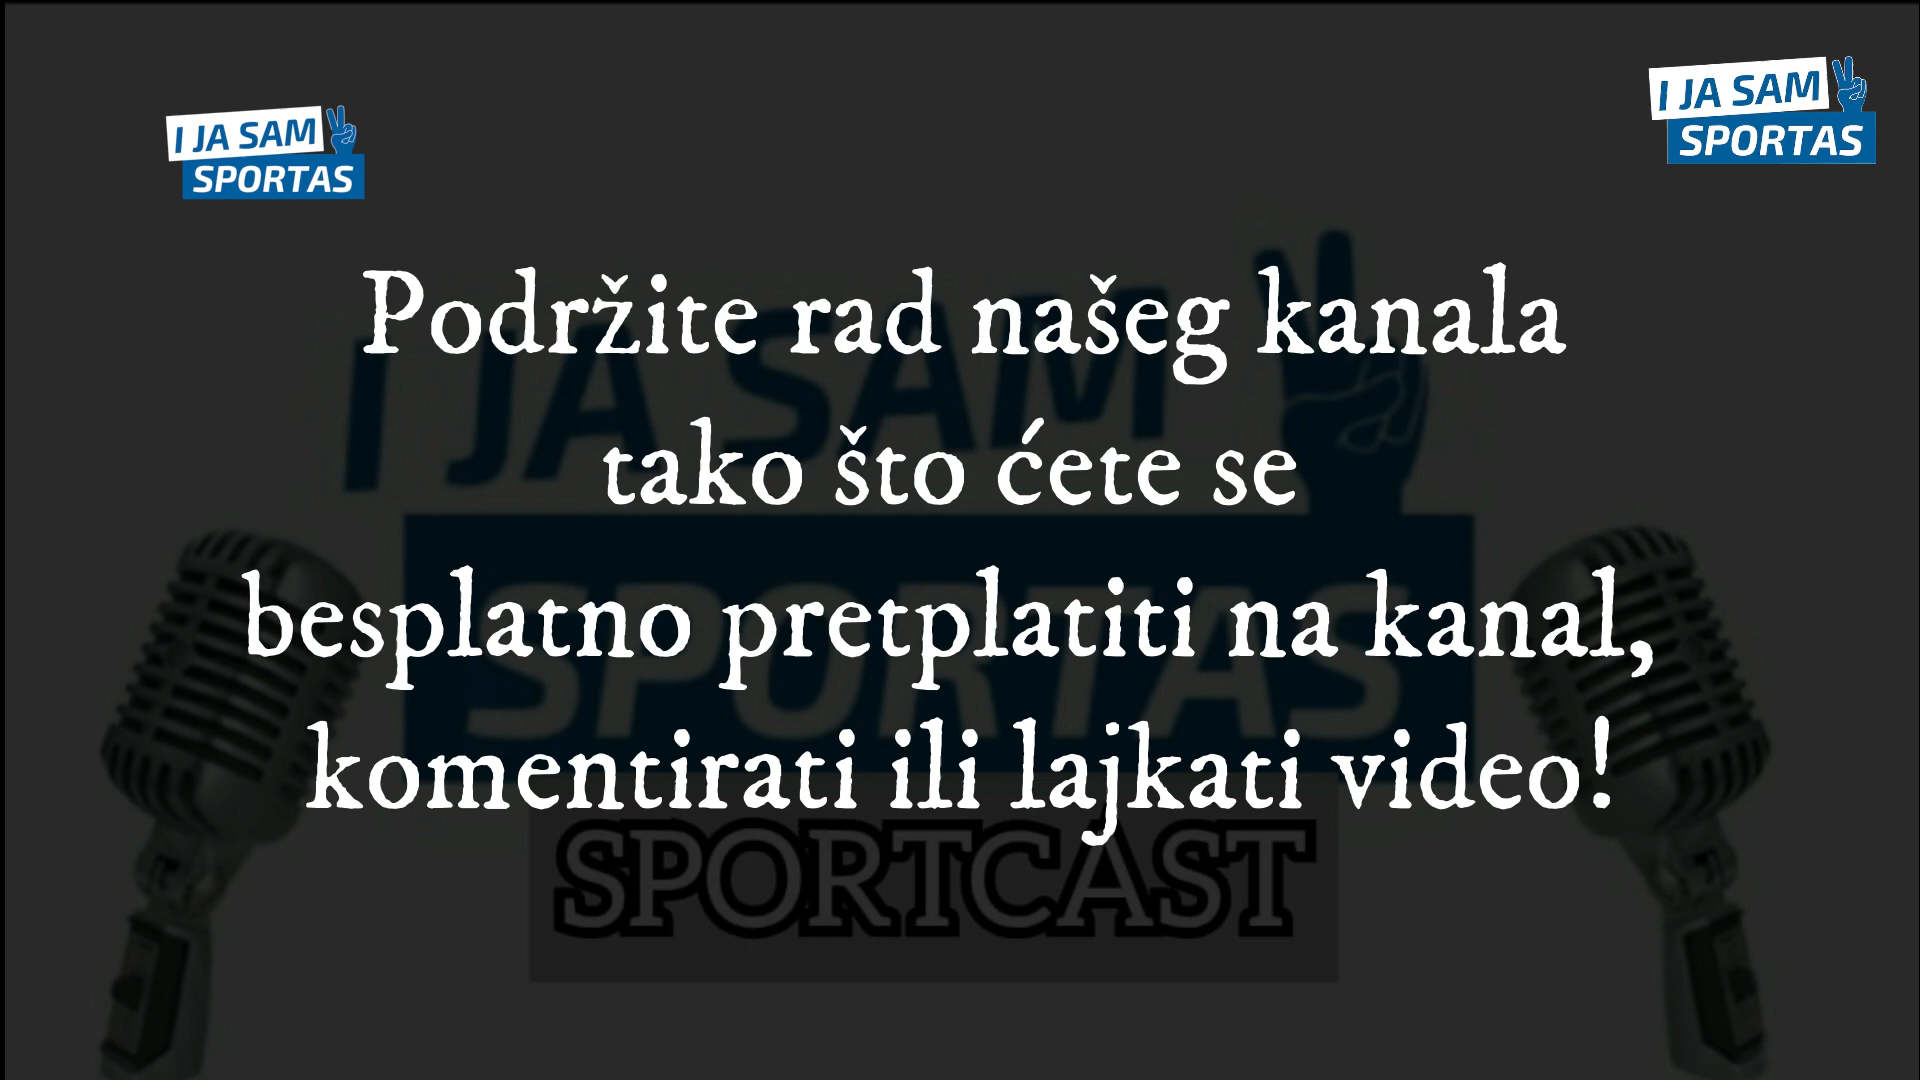 I JA SAM
SPORTAS
I JA SAM
SPORTAS
Podržite rad našeg kanala
tako što ćete se
besplatno pretplatiti na kanal,
komentirati ili lajkati video!
I JA SAM
SPORTAS
SPORTCAST